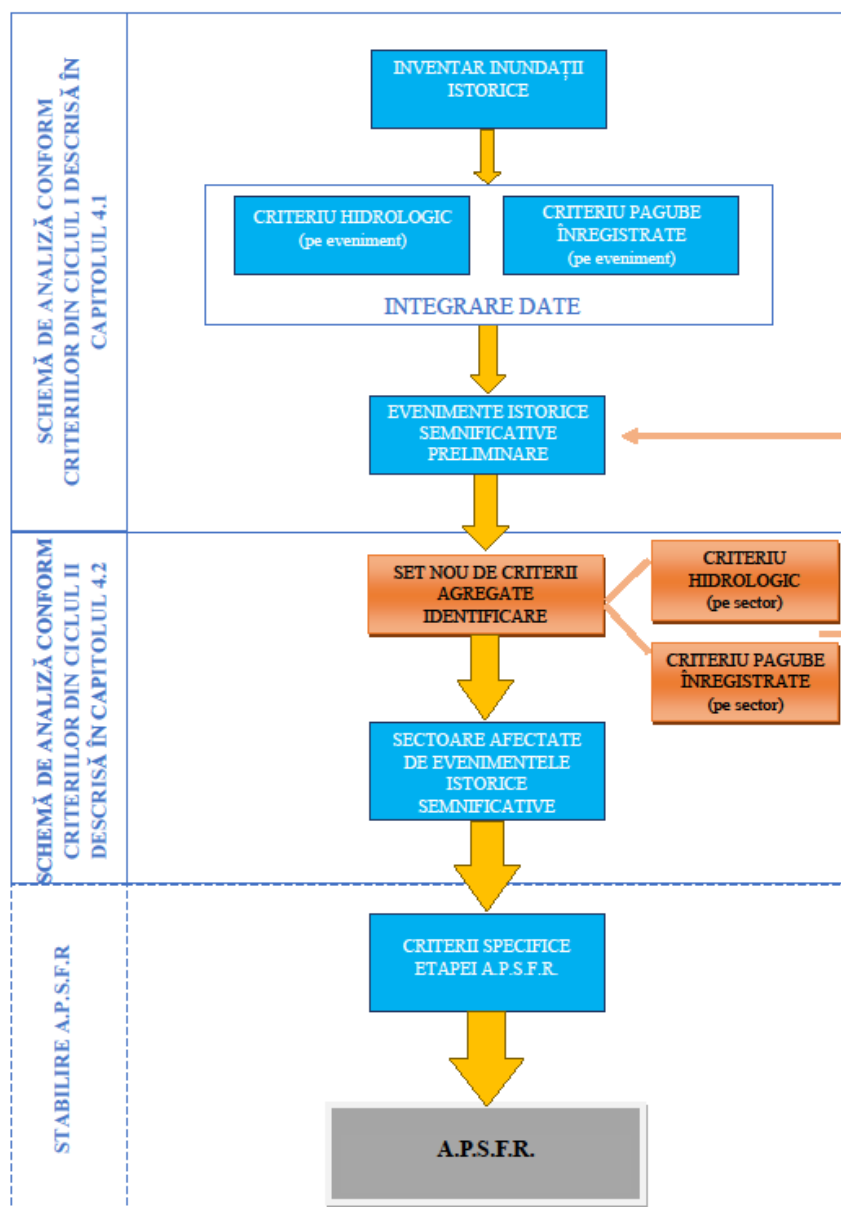 SCHEMĂ DE ANALIZĂ CONFORM
CRITERIILOR DIN CICLUL I DESCRISĂ ÎN
CAPITOLUL 4.1
INVENTAR INUNDAȚII
ISTORICE
CRITERIU HIDROLOGIC
(pe eveniment)
CRITERIU PAGUBE
ÎNREGISTRATE
(pe eveniment)
INTEGRARE DATE
EVENIMENTE ISTORICE
SEMNIFICATIVE
PRELIMINARE
SCHEMĂ DE ANALIZĂ CONFORM
CRITERIILOR DIN CICLUL II
DESCRISĂ ÎN CAPITOLUL 4.2
SET NOU DE CRITERII
AGREGATE
IDENTIFICARE
CRITERIU
HIDROLOGIC
(pe sector)
CRITERIU PAGUBE
ÎNREGISTRATE
(pe sector)
SECTOARE AFECTATE
DE EVENIMENTELE
ISTORICE
SEMNIFICATIVE
STABILIRE A.P.S.F.R
CRITERII SPECIFICE
ETAPEI A.P.S.F.R.
A.P.S.F.R.